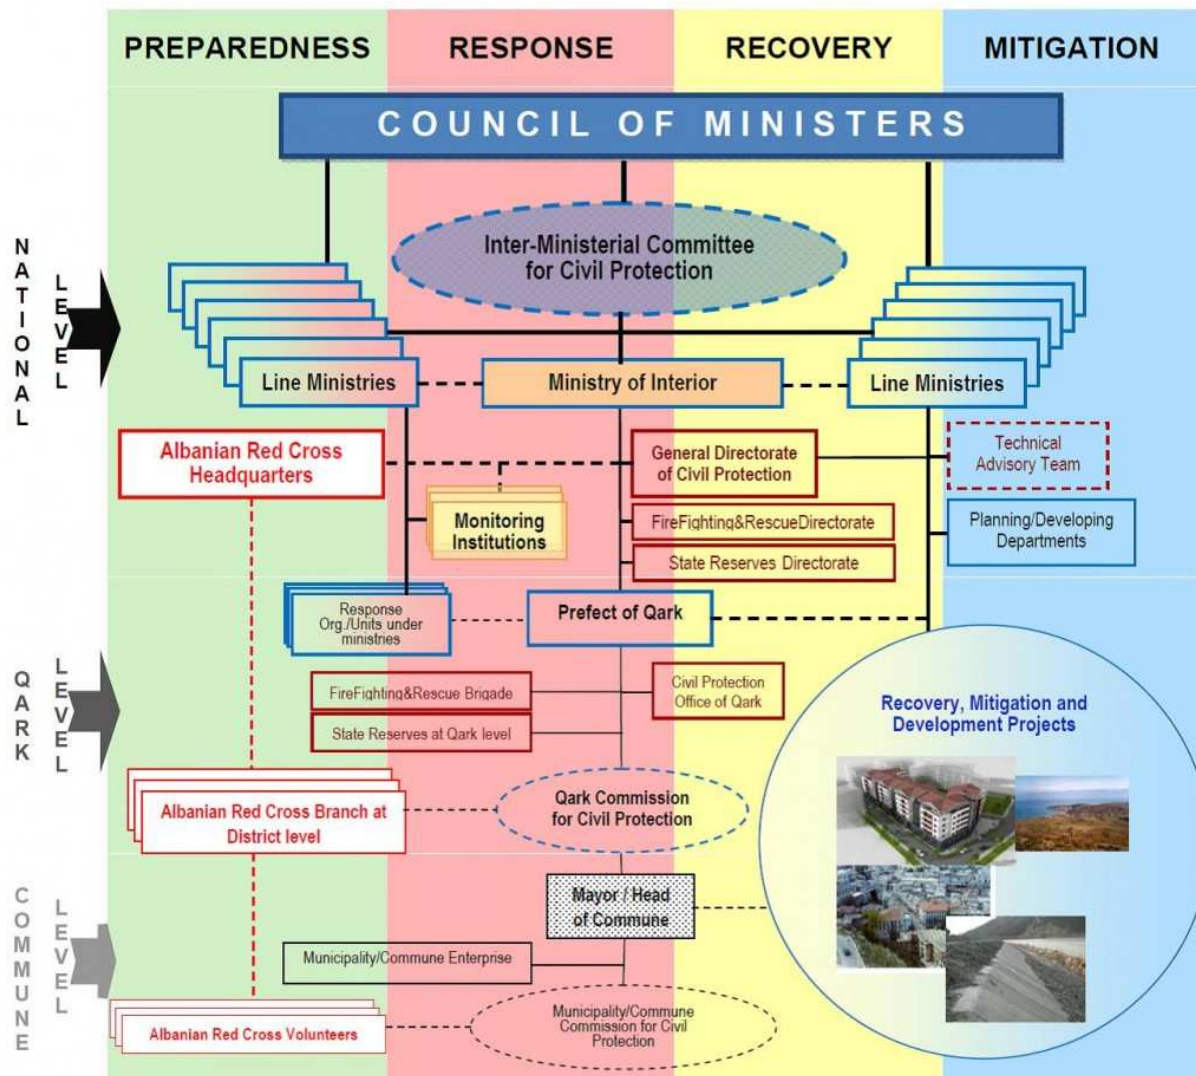 PREPAREDNESS
RESPONSE
RECOVERY
MITIGATION
COUNCIL OF MINISTERS
NATIONAL
LEVEL
Inter-Ministerial Committee
for Civil Protection
Line Ministries
Ministry of Interior
Line Ministries
Albanian Red Cross
Headquarters
General Directorate
of Civil Protection
Technical
Advisory Team
Monitoring
Institutions
FireFighting&RescueDirectorate
State Reserves Directorate
Planning/Developing
Departments
QARK
LEVEL
Response
Org./Units under
ministries
Prefect of Qark
FireFighting&Rescue Brigade
Civil Protection
Office of Qark
State Reserves at Qark level
Recovery, Mitigation and
Development Projects
Albanian Red Cross Branch at
District level
Qark Commission
for Civil Protection
COMMUNE
LEVEL
Mayor / Head
of Commune
Municipality/Commune Enterprise
Albanian Red Cross Volunteers
Municipality/Commune
Commission for Civil
Protection